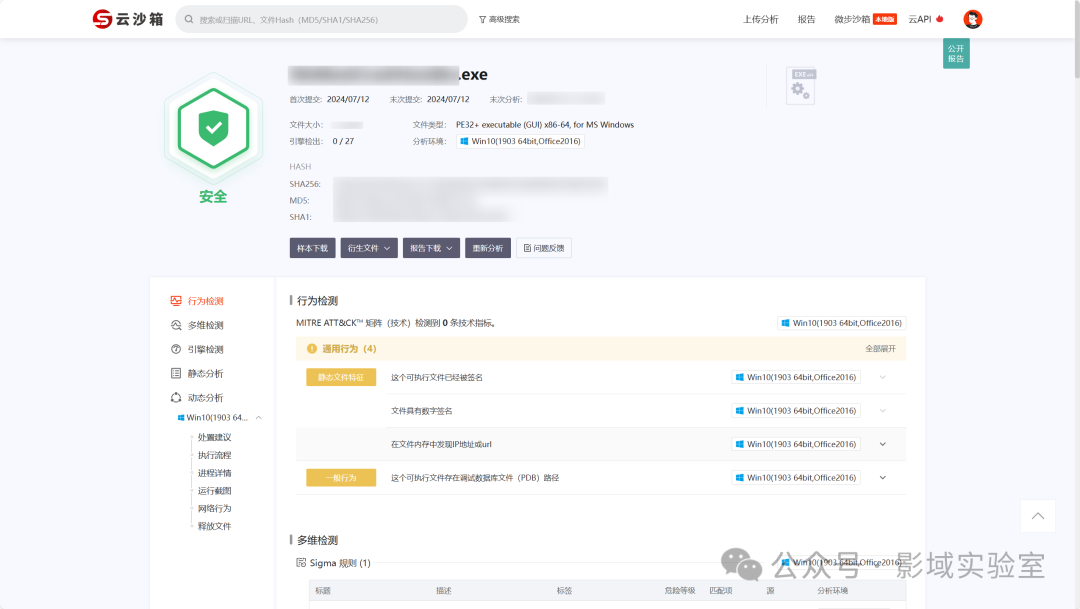 云沙箱
搜索或扫描URL、文件Hash（MD5/SHA1/SHA256）
高级搜索
上传分析
报告
微步沙箱 本地版
云API
公开
报告
.exe
EXE
首次提交: 2024/07/12 末次提交: 2024/07/12 末次分析:
文件大小: 文件类型: PE32+ executable (GUI) x86-64, for MS Windows
引擎检出: 0 / 27 分析环境: Win10(1903 64bit,Office2016)
安全
HASH
SHA256:
MD5:
SHA1:
样本下载 衍生文件 报告下载 重新分析 问题反馈
行为检测
多维检测
引擎检测
静态分析
动态分析
Win10(1903 64...
处置建议
执行流程
进程详情
运行截图
网络行为
释放文件
行为检测
MITRE ATT&CK™ 矩阵（技术）检测到 0 条技术指标。 Win10(1903 64bit,Office2016)
通用行为（4） 全部展开
静态文件特征 这个可执行文件已经被签名 Win10(1903 64bit,Office2016)
文件具有数字签名 Win10(1903 64bit,Office2016)
在文件内存中发现IP地址或url Win10(1903 64bit,Office2016)
一般行为 这个可执行文件存在调试数据库文件（PDB）路径 Win10(1903 64bit,Office2016)
多维检测
Sigma 规则 (1) Win10(1903 64bit,Office2016)
标题 描述 标签 危险等级 匹配项 源 分析环境
公众号 影域实验室